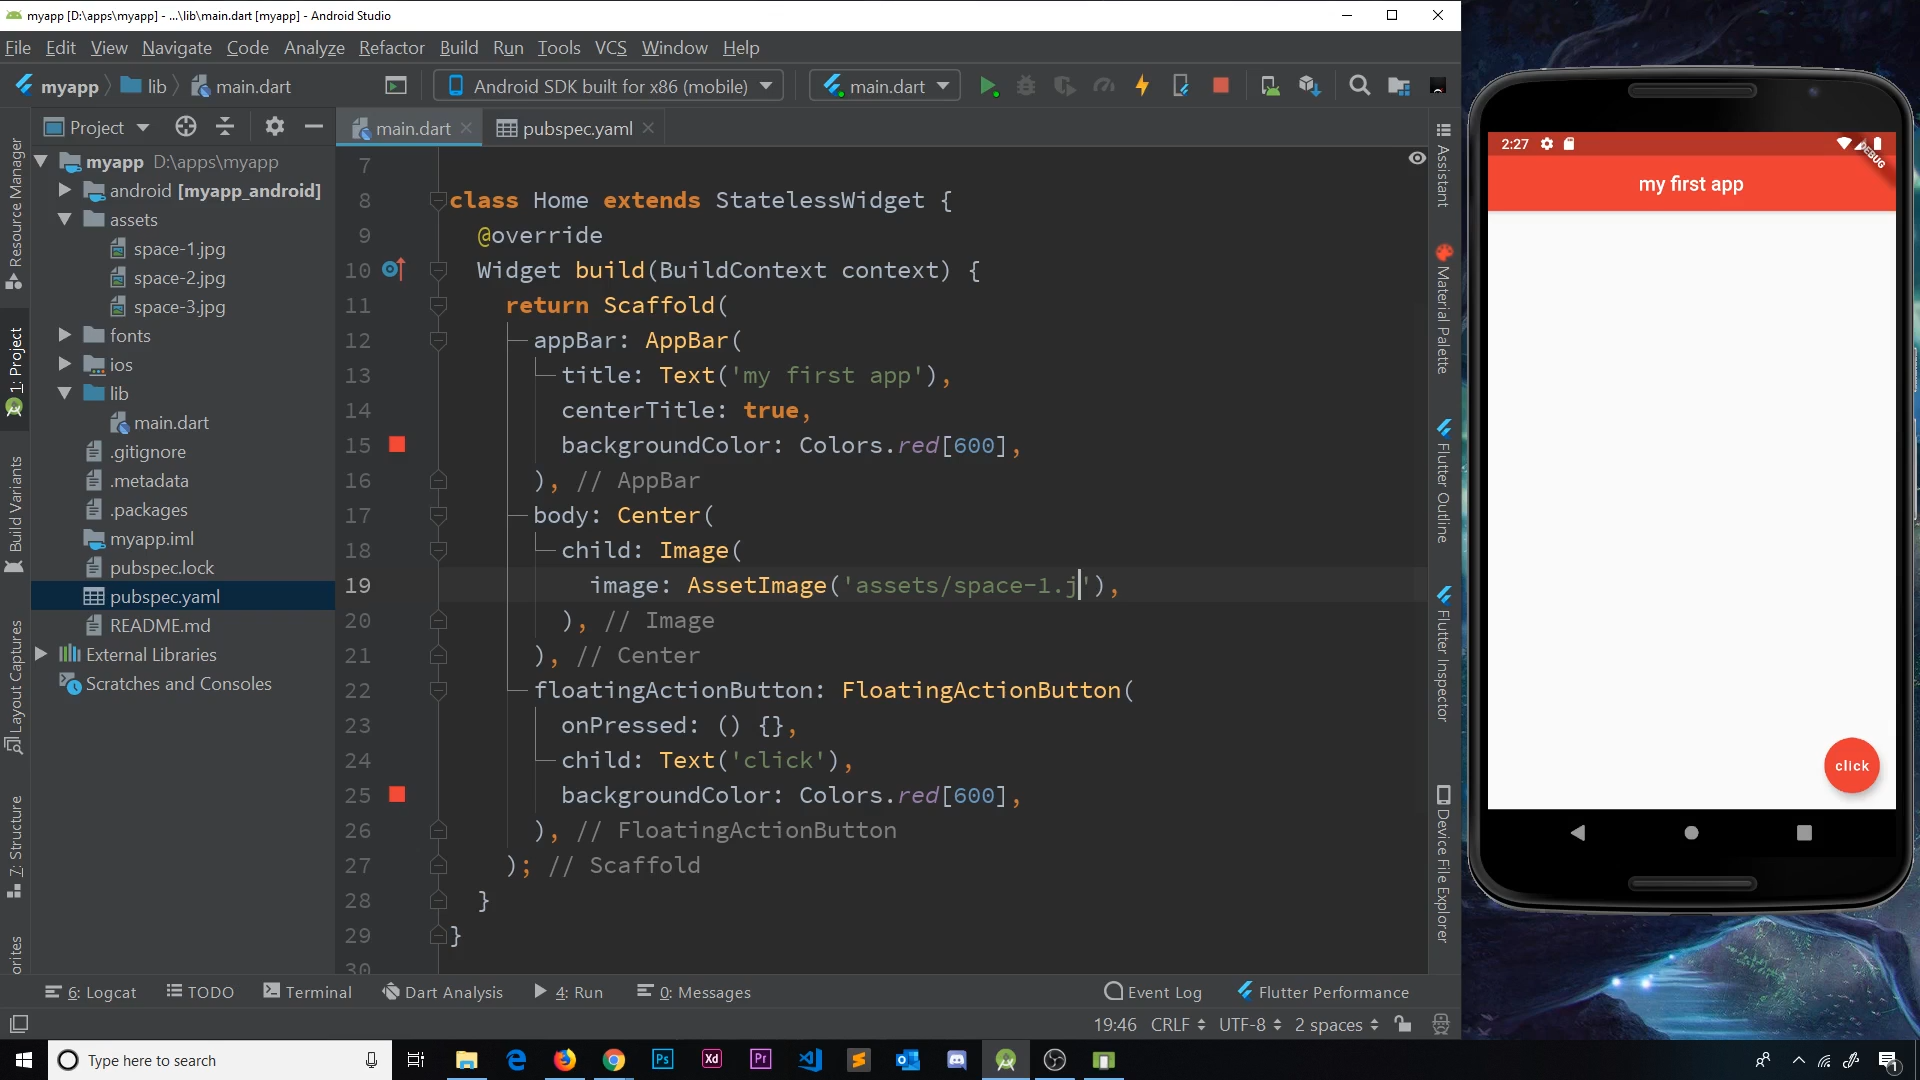 myapp [D:\apps\myapp] - ...\lib\main.dart [myapp] - Android Studio
File Edit View Navigate Code Analyze Refactor Build Run Tools VCS Window Help
myapp lib main.dart Android SDK built for x86 (mobile) main.dart
Project main.dart pubspec.yaml
myapp D:\apps\myapp
android [myapp_android]
assets
space-1.jpg
space-2.jpg
space-3.jpg
fonts
ios
lib
main.dart
.gitignore
.metadata
.packages
myapp.iml
pubspec.lock
pubspec.yaml
README.md
External Libraries
Scratches and Consoles
Resource Manager
1: Project
Build Variants
Layout Captures
7: Structure
orites
7
8 class Home extends StatelessWidget {
9 @override
10 Widget build(BuildContext context) {
11 return Scaffold(
12 appBar: AppBar(
13 title: Text('my first app'),
14 centerTitle: true,
15 backgroundColor: Colors.red[600],
16 ), // AppBar
17 body: Center(
18 child: Image(
19 image: AssetImage('assets/space-1.j'),
20 ), // Image
21 ), // Center
22 floatingActionButton: FloatingActionButton(
23 onPressed: () {},
24 child: Text('click'),
25 backgroundColor: Colors.red[600],
26 ), // FloatingActionButton
27 ); // Scaffold
28 }
29 }
30
Assistant
Material Palette
Flutter Outline
Flutter Inspector
Device File Explorer
2:27
DEBUG
my first app
click
6: Logcat TODO Terminal Dart Analysis 4: Run 0: Messages Event Log Flutter Performance
19:46 CRLF UTF-8 2 spaces
Type here to search
Ps Xd Pr
1